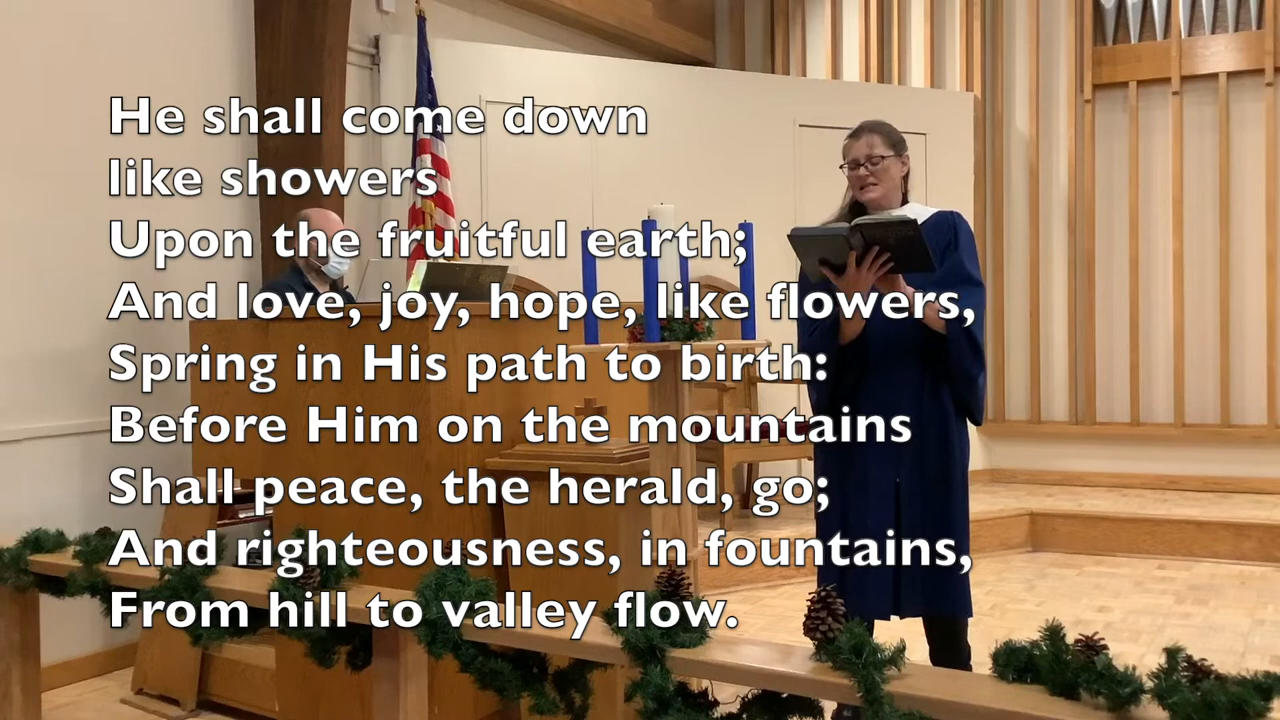 He shall come down
like showers
Upon the fruitful earth;
And love, joy, hope, like flowers,
Spring in His path to birth:
Before Him on the mountains
Shall peace, the herald, go;
And righteousness, in fountains,
From hill to valley flow.